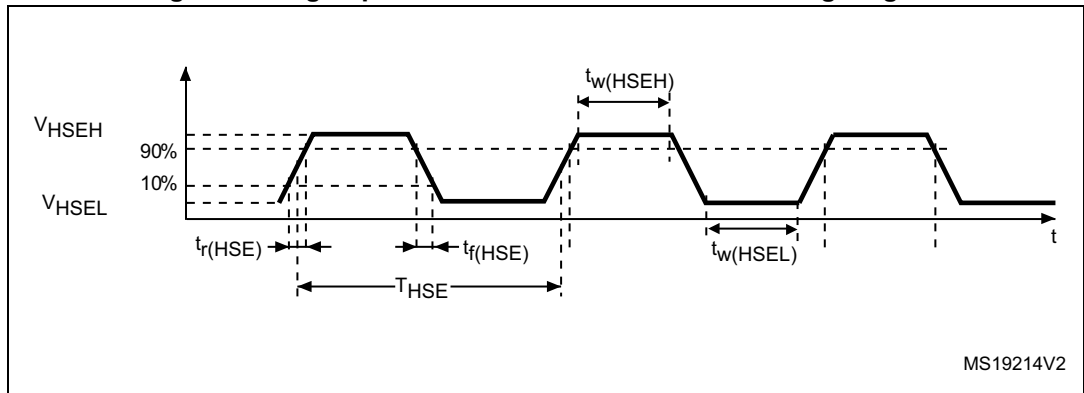 tw(HSEH)
VHSEH
90%
10%
VHSEL
tr(HSE)
tf(HSE)
tw(HSEL)
t
THSE
MS19214V2